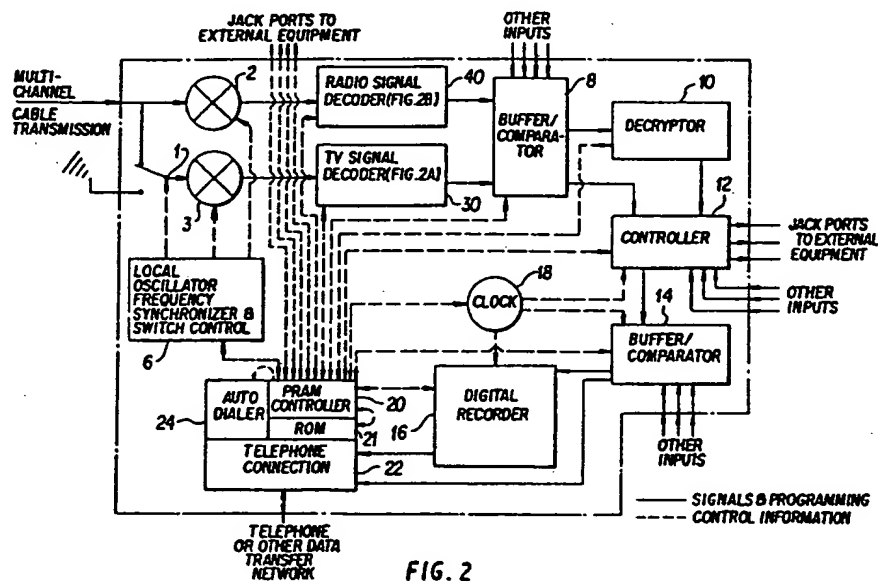 JACK PORTS TO
EXTERNAL EQUIPMENT
OTHER
INPUTS
MULTI-
CHANNEL
CABLE
TRANSMISSION
2
RADIO SIGNAL
DECODER(FIG.2B)
40
8
BUFFER/
COMPARA-
TOR
10
DECRYPTOR
1
3
TV SIGNAL
DECODER(FIG.2A)
30
12
CONTROLLER
JACK PORTS
TO EXTERNAL
EQUIPMENT
LOCAL
OSCILLATOR
FREQUENCY
SYNCHRONIZER &
SWITCH CONTROL
6
18
CLOCK
OTHER
INPUTS
14
BUFFER/
COMPARATOR
24
AUTO
DIALER
PRAM
CONTROLLER
20
ROM
21
16
DIGITAL
RECORDER
TELEPHONE
CONNECTION
22
OTHER
INPUTS
SIGNALS & PROGRAMMING
CONTROL INFORMATION
TELEPHONE
OR OTHER DATA
TRANSFER
NETWORK
FIG. 2